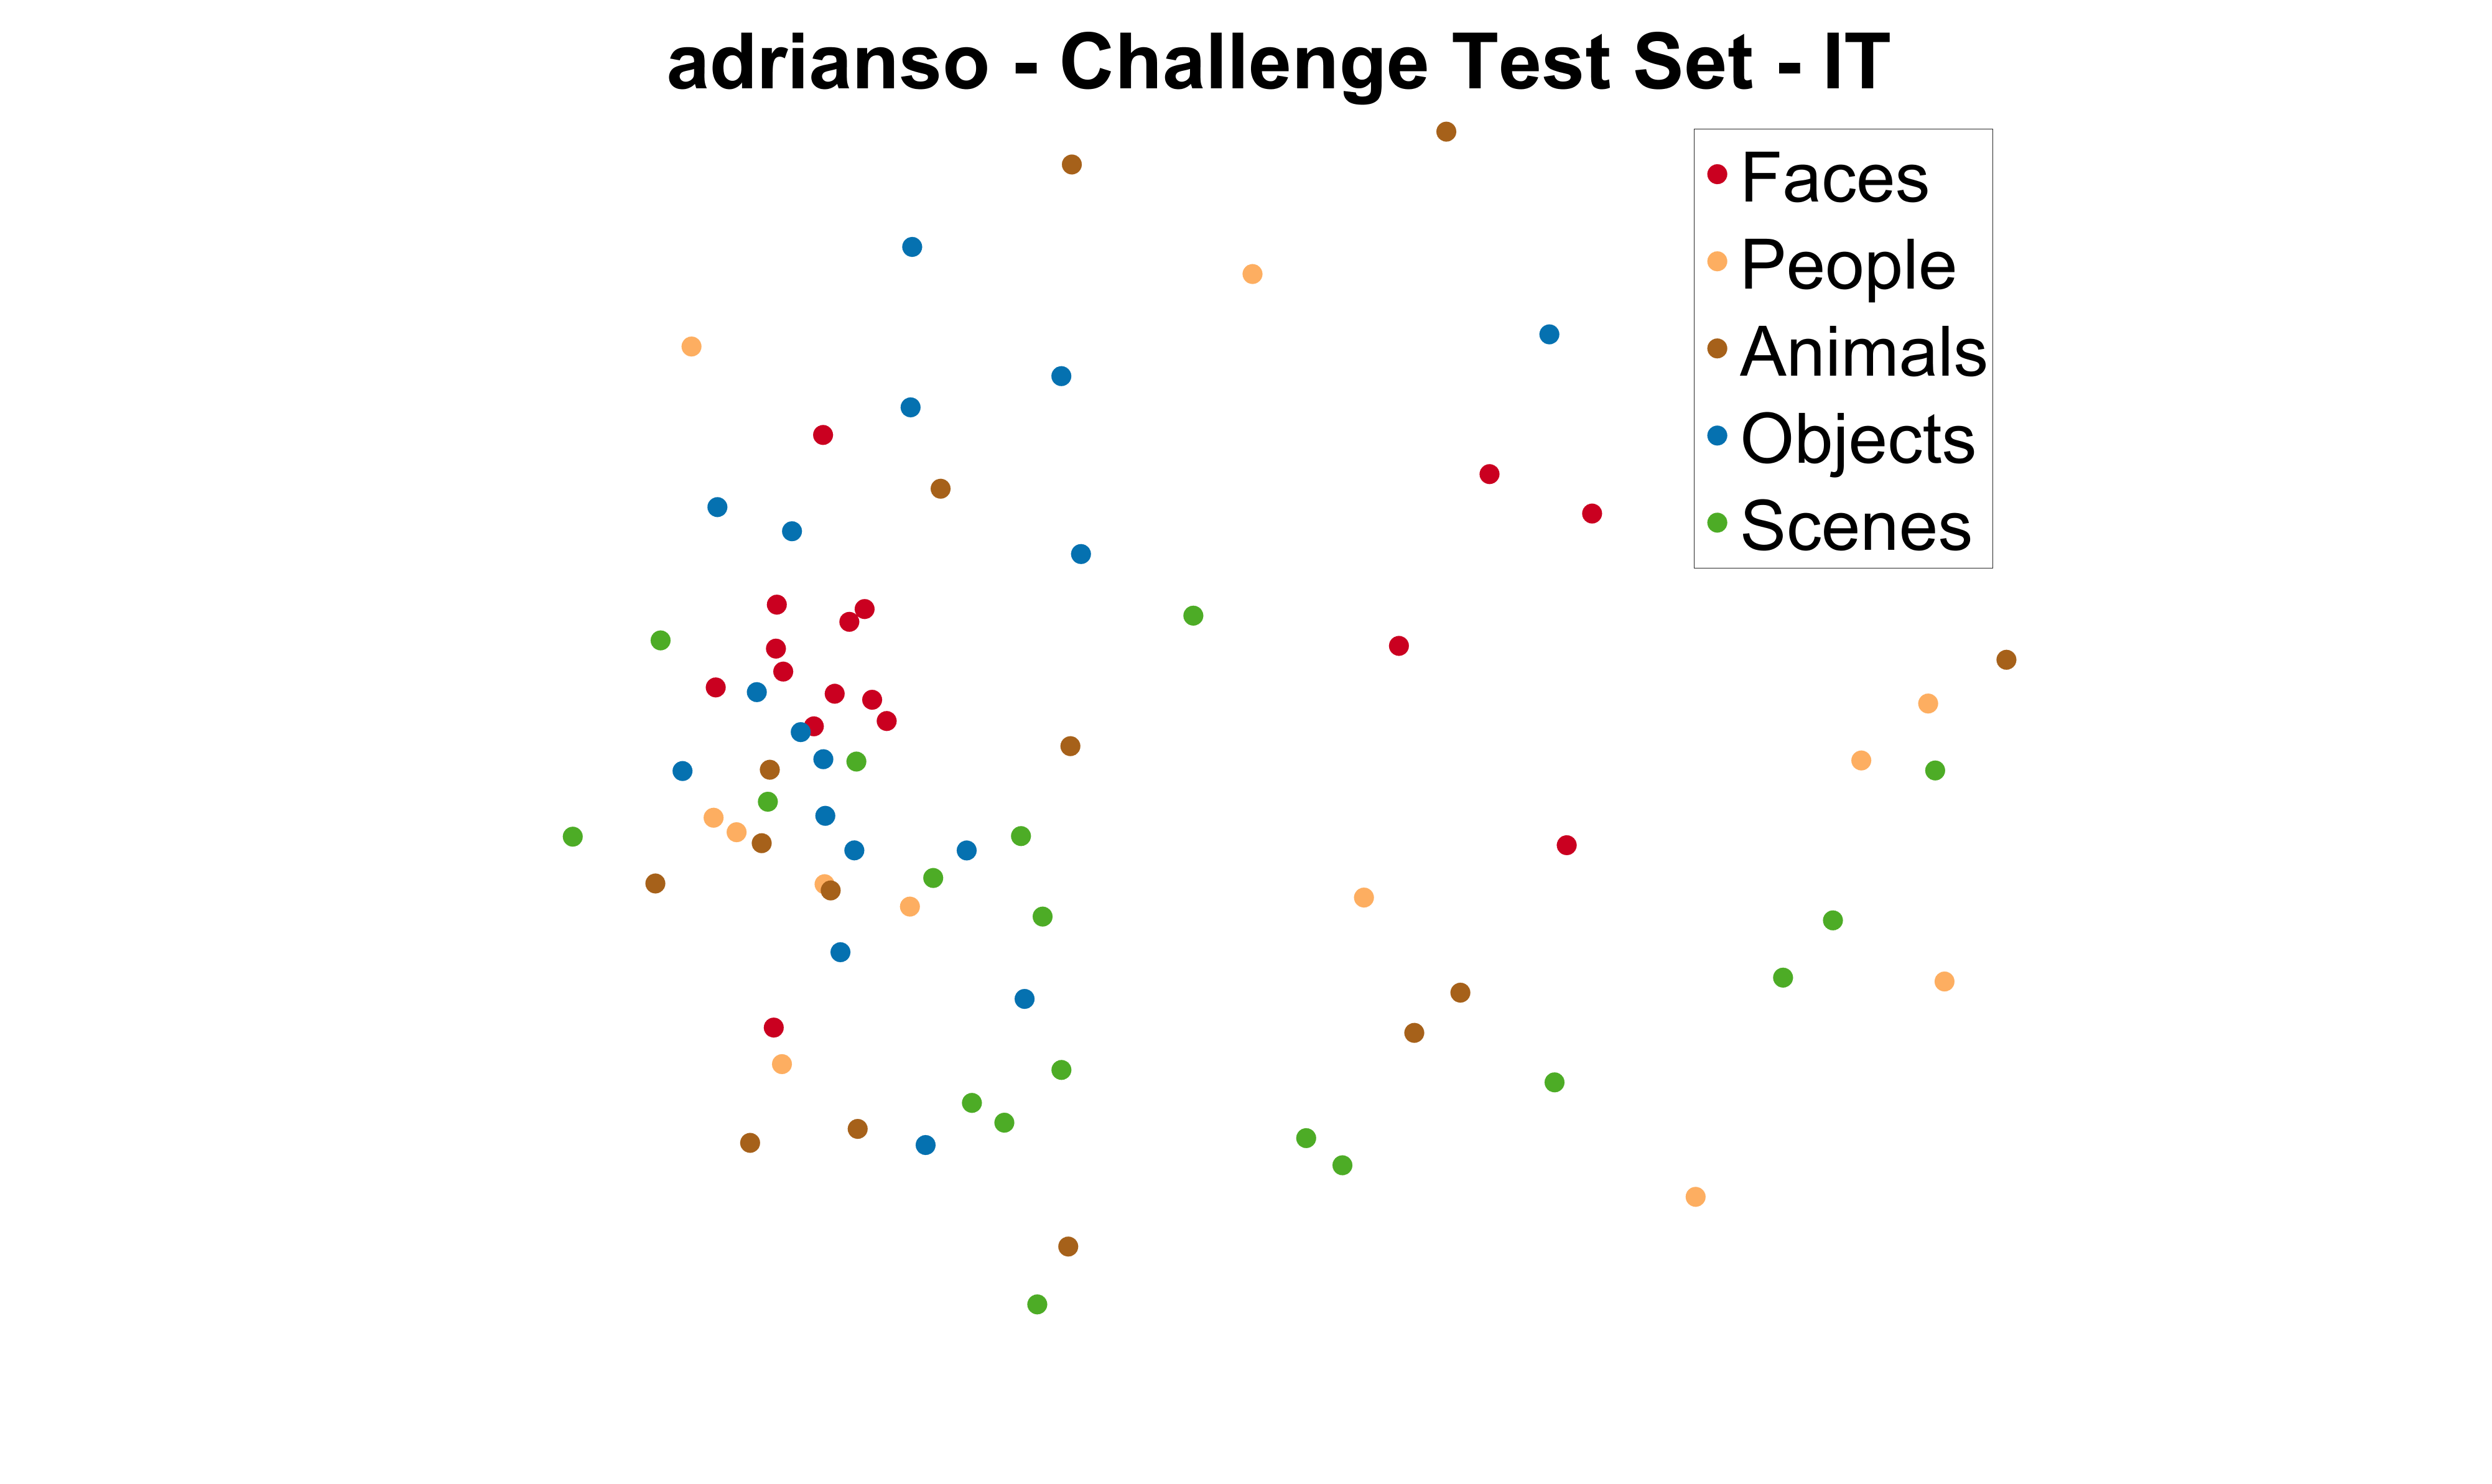 adrianso - Challenge Test Set - IT
Faces
People
Animals
Objects
Scenes